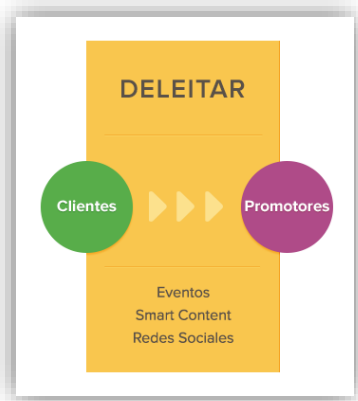 DELEITAR
Clientes
Promotores
Eventos
Smart Content
Redes Sociales